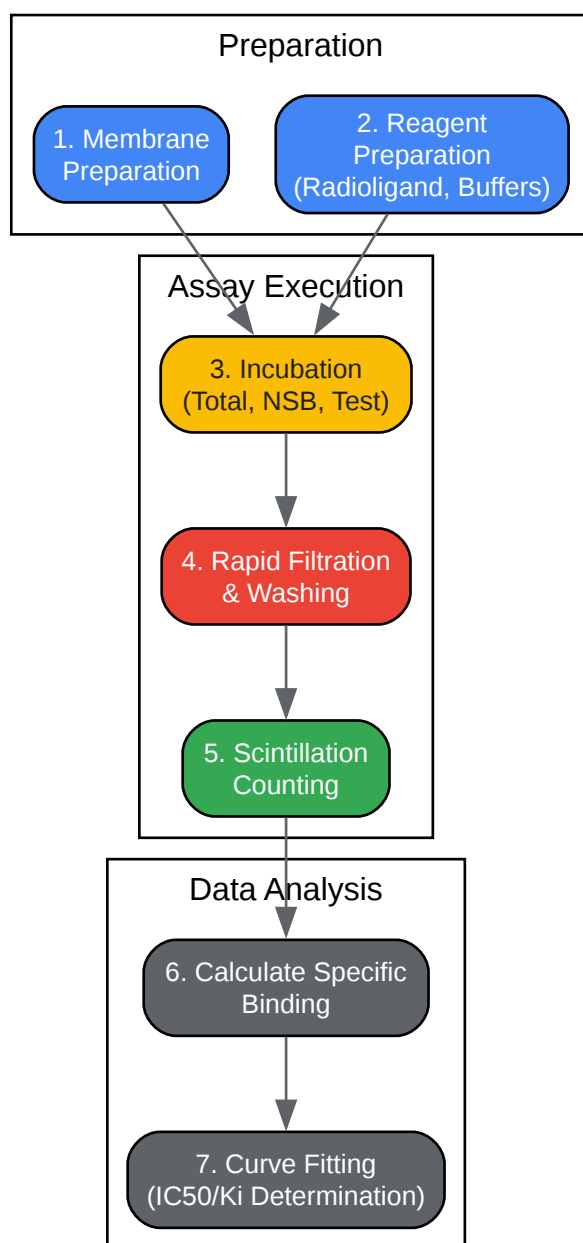 Preparation
1. Membrane
Preparation
2. Reagent
Preparation
(Radioligand, Buffers)
Assay Execution
3. Incubation
(Total, NSB, Test)
4. Rapid Filtration
& Washing
5. Scintillation
Counting
Data Analysis
6. Calculate Specific
Binding
7. Curve Fitting
(IC50/Ki Determination)